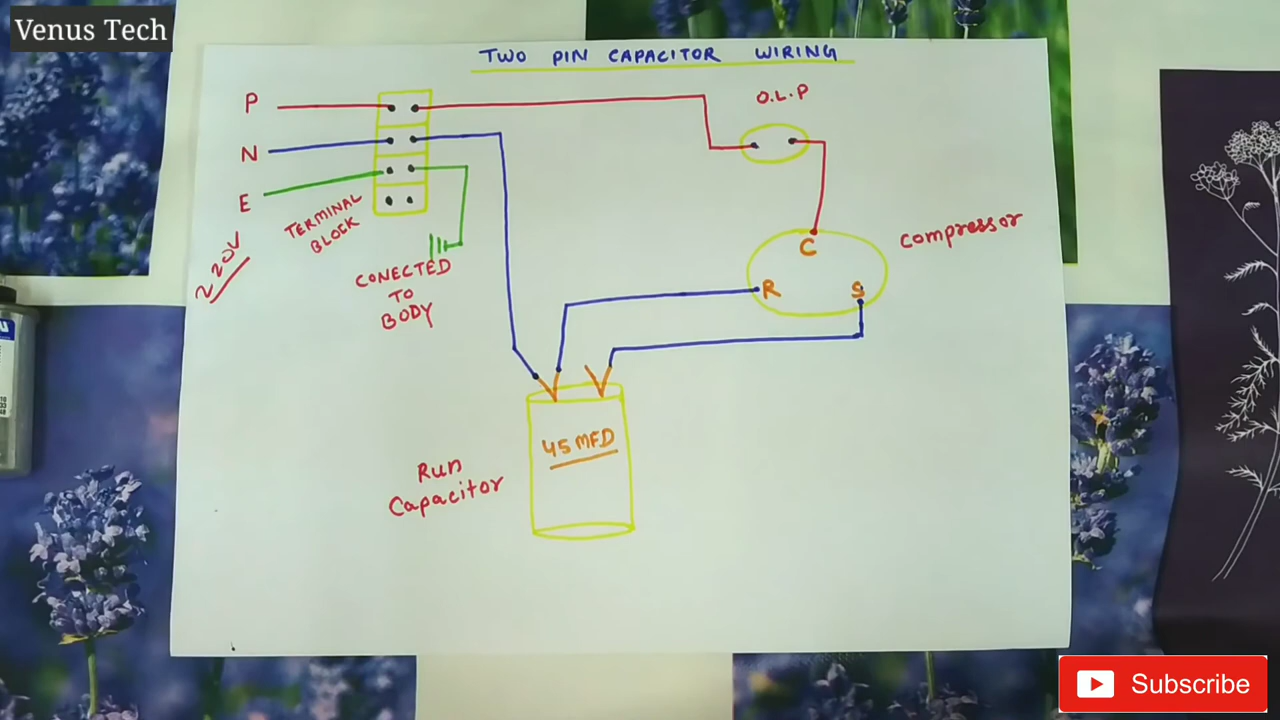 Venus Tech
TWO PIN CAPACITOR WIRING
P
N
E
220V
TERMINAL
BLOCK
CONECTED
TO
BODY
O.L.P
C
R
S
Compressor
45 MFD
Run
Capacitor
Subscribe